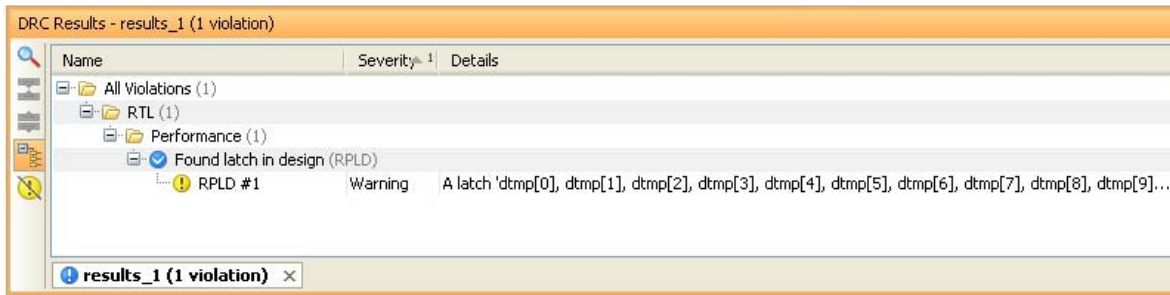 DRC Results - results_1 (1 violation)
Name Severity 1 Details
All Violations (1)
RTL (1)
Performance (1)
Found latch in design (RPLD)
RPLD #1 Warning A latch 'dtmp[0], dtmp[1], dtmp[2], dtmp[3], dtmp[4], dtmp[5], dtmp[6], dtmp[7], dtmp[8], dtmp[9]...
results_1 (1 violation)